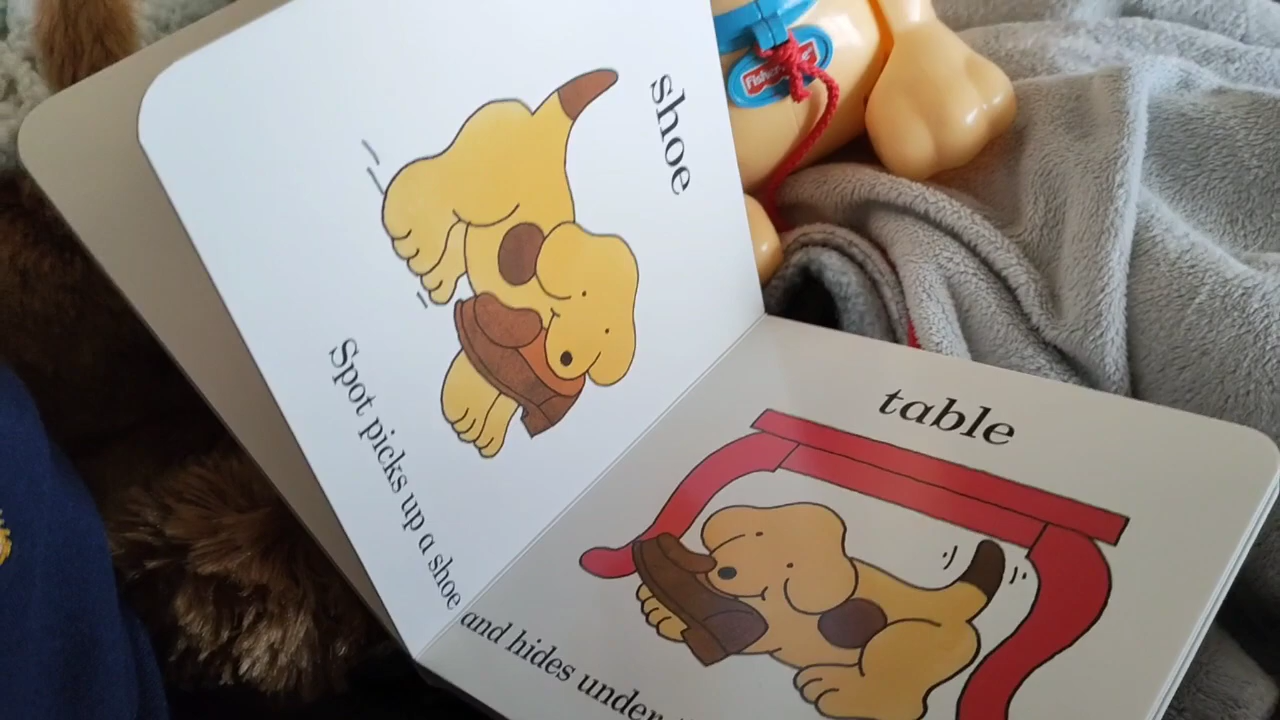 shoe
Spot picks up a shoe
table
and hides under
Fisher-Price